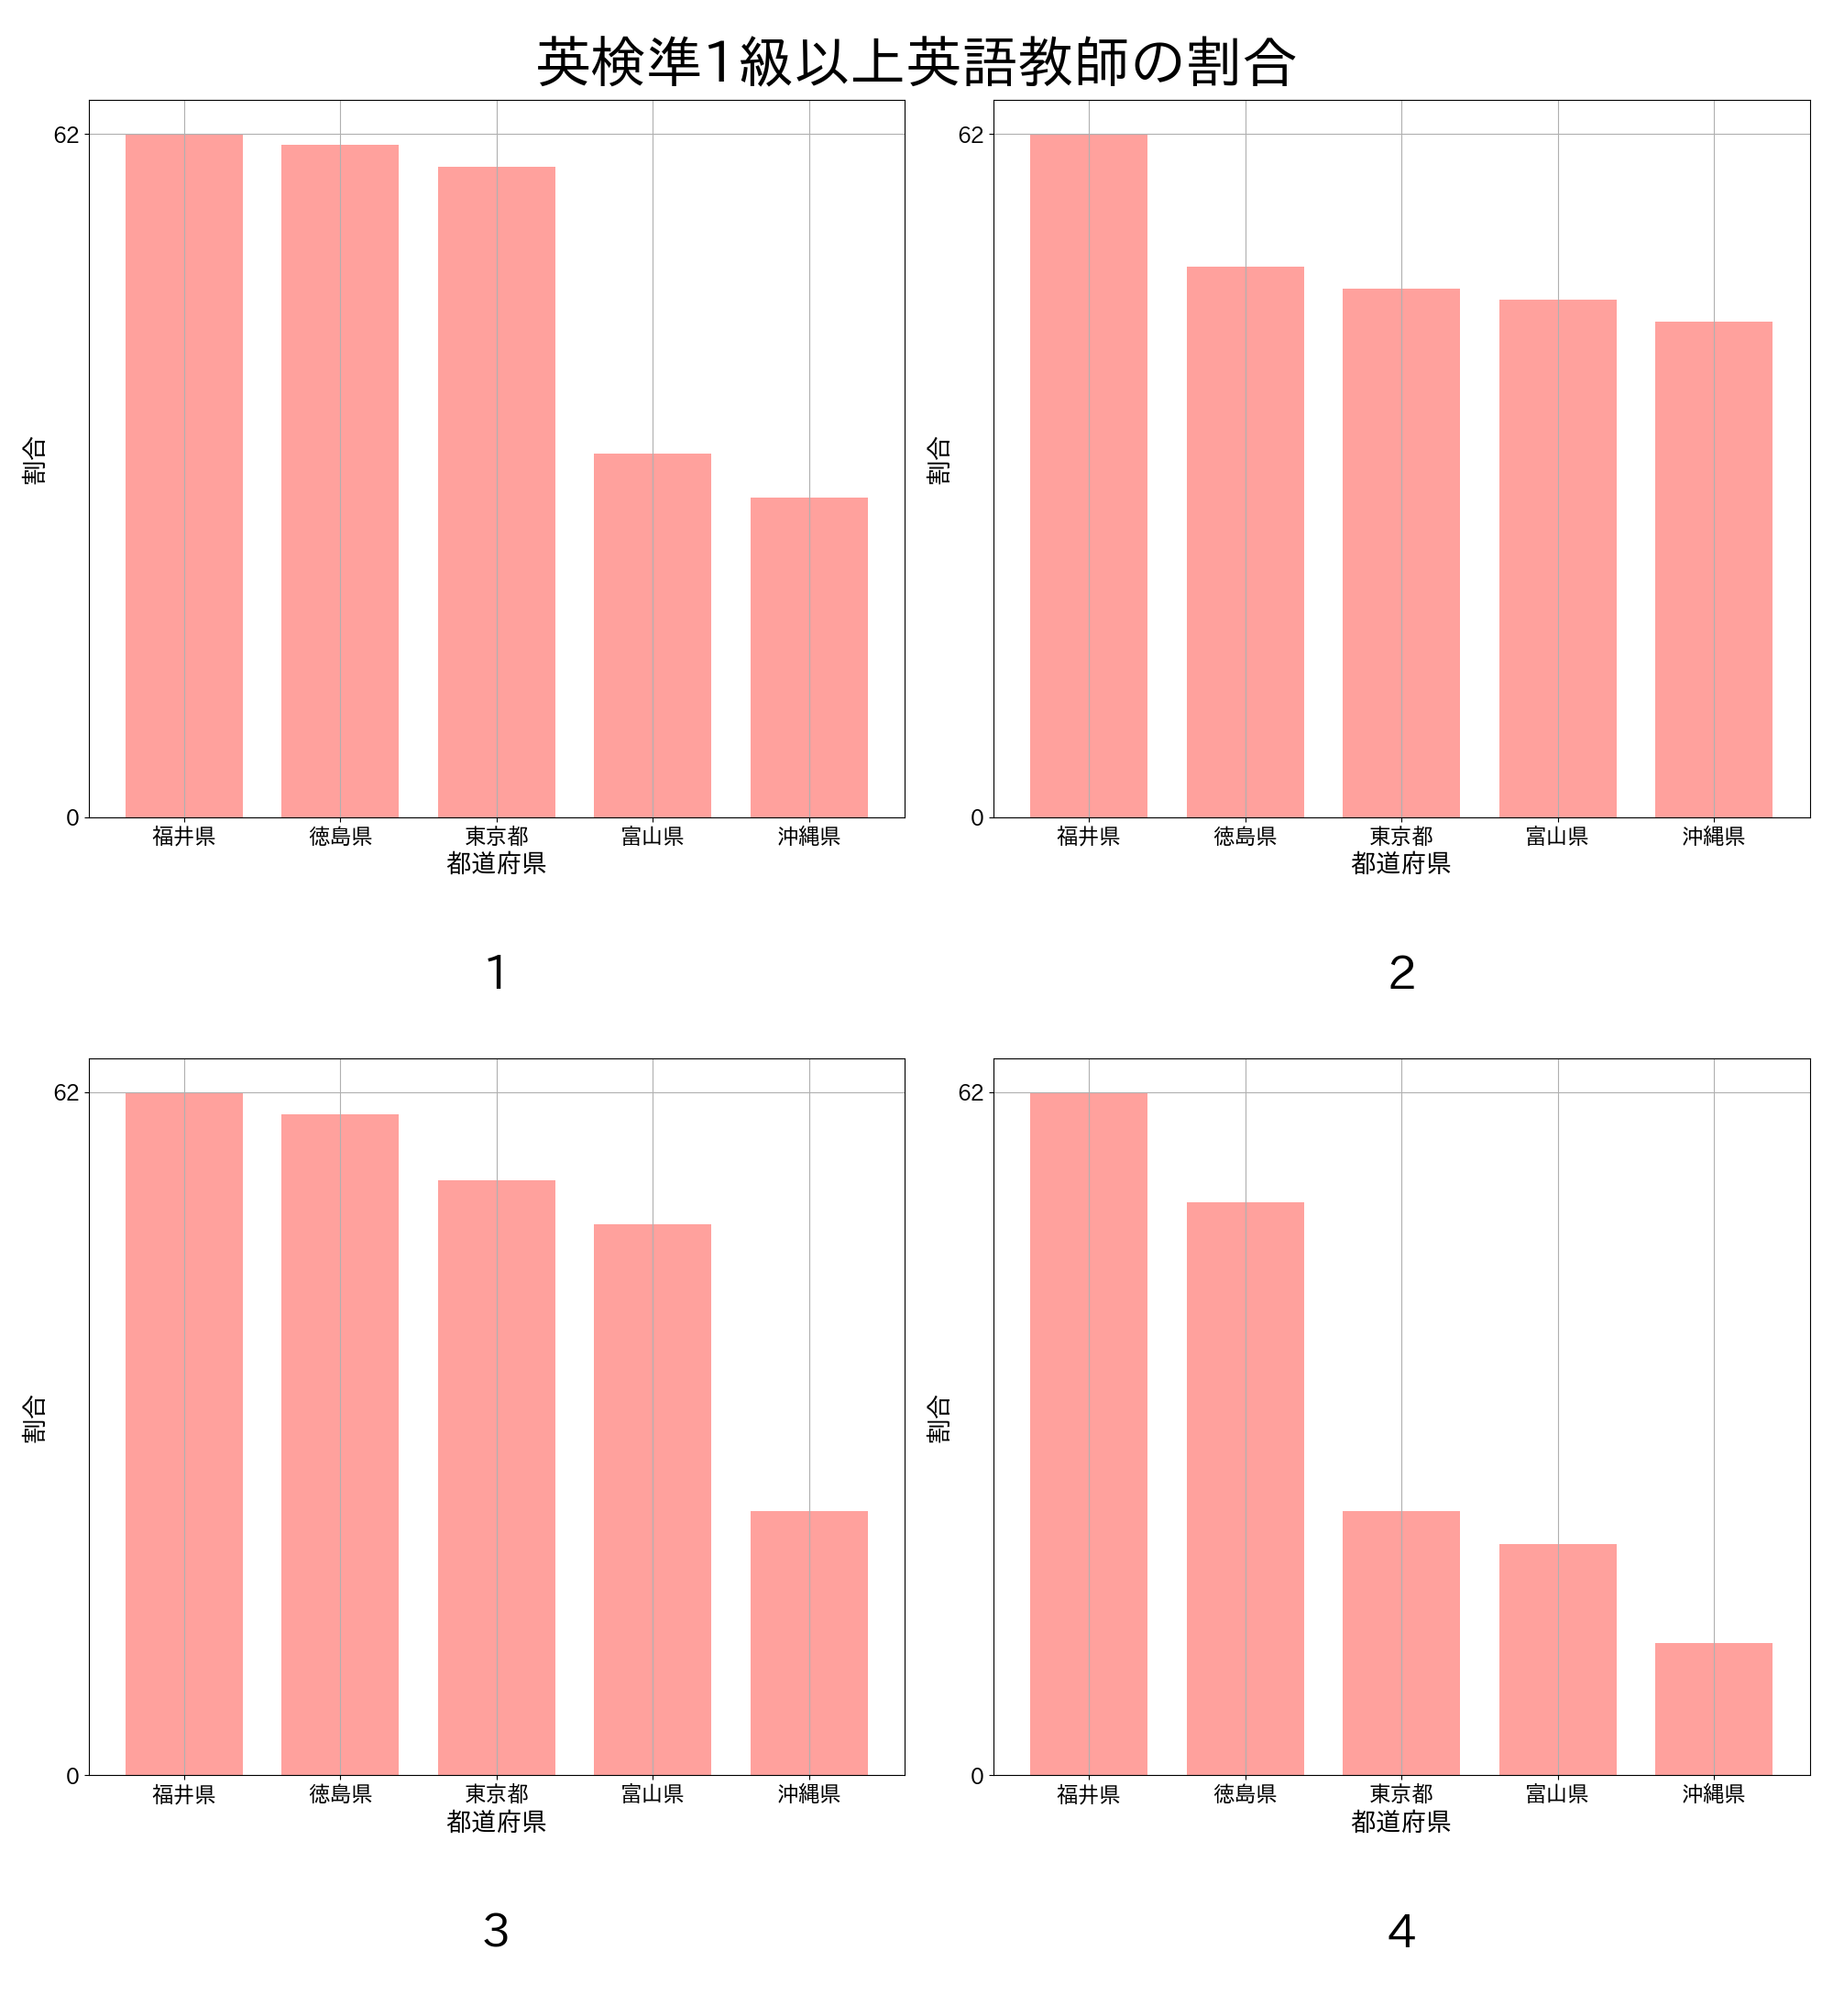 英検準1級以上英語教師の割合
62
0
割合
福井県 徳島県 東京都 富山県 沖縄県
都道府県
1
62
0
割合
福井県 徳島県 東京都 富山県 沖縄県
都道府県
2
62
0
割合
福井県 徳島県 東京都 富山県 沖縄県
都道府県
3
62
0
割合
福井県 徳島県 東京都 富山県 沖縄県
都道府県
4